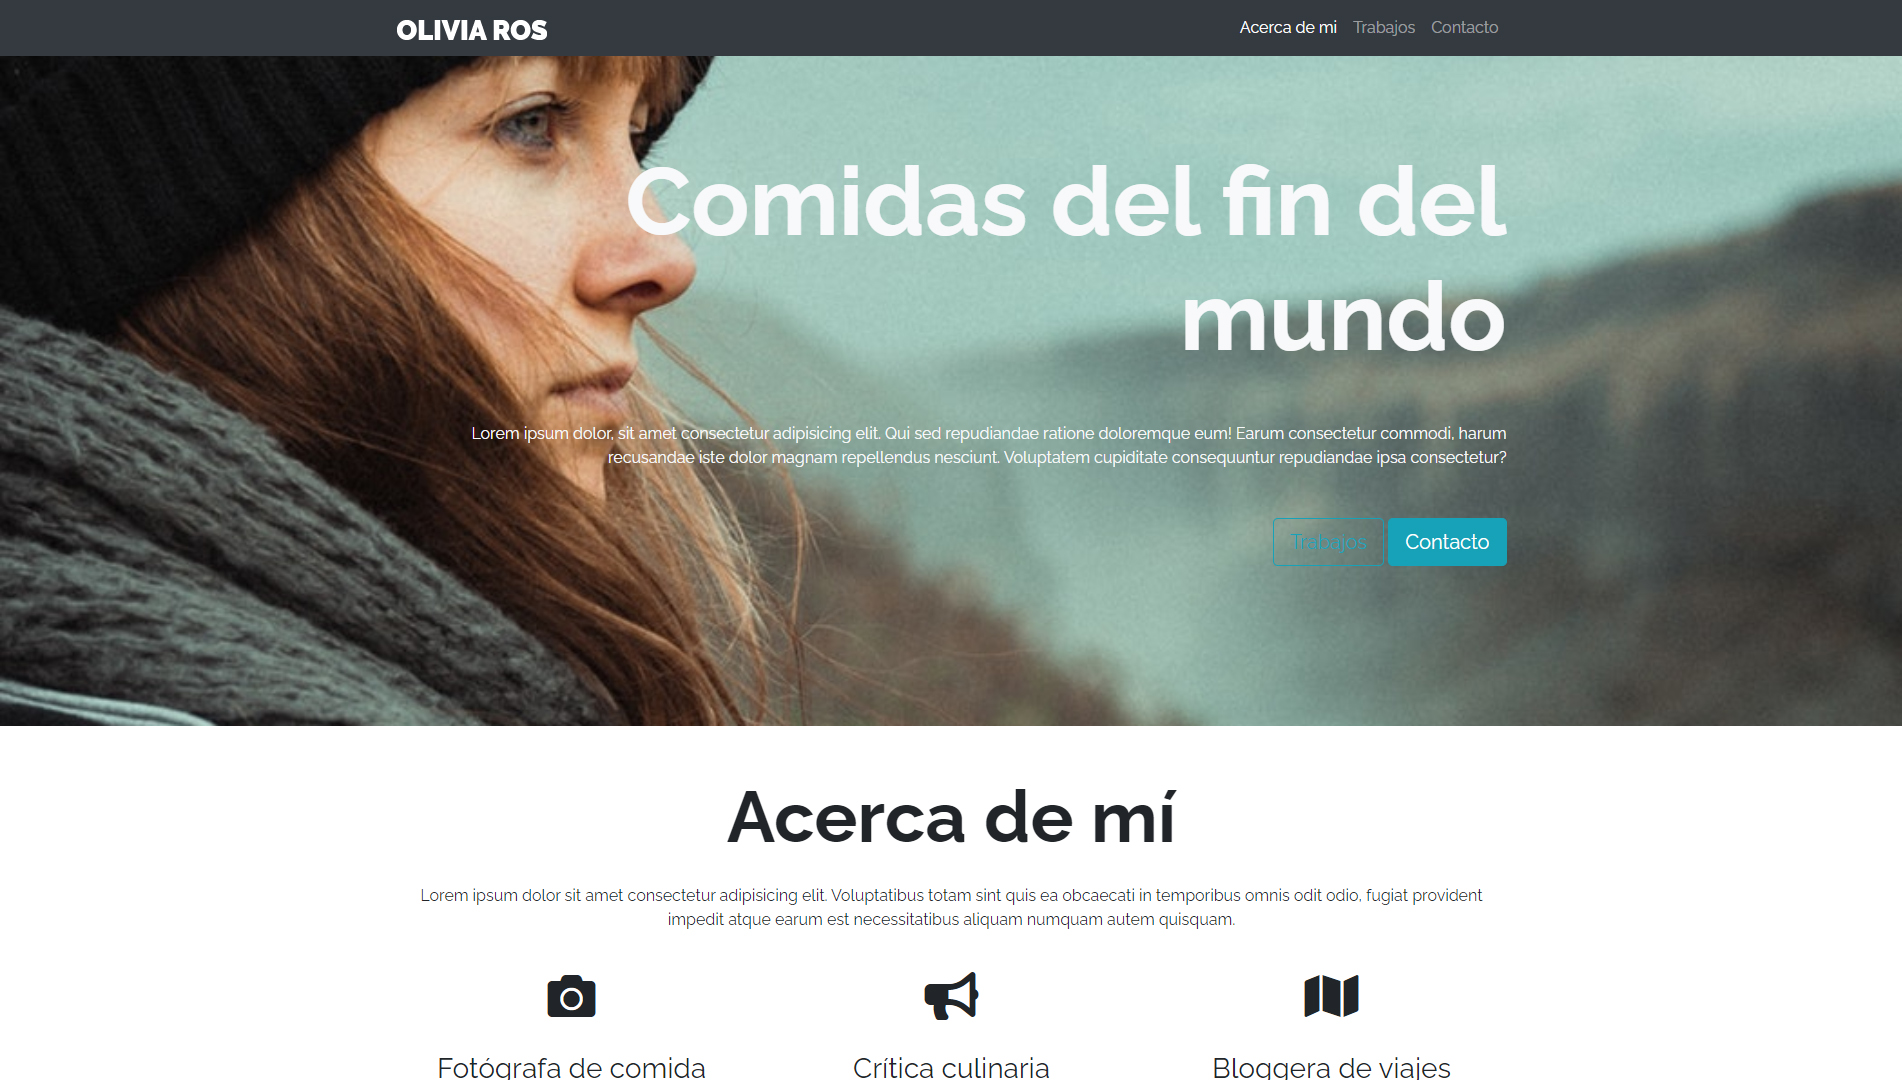 OLIVIA ROS
Acerca de mi Trabajos Contacto
Comidas del fin del
mundo
Lorem ipsum dolor, sit amet consectetur adipisicing elit. Qui sed repudiandae ratione doloremque eum! Earum consectetur commodi, harum
recusandae iste dolor magnam repellendus nesciunt. Voluptatem cupiditate consequuntur repudiandae ipsa consectetur?
Trabajos Contacto
Acerca de mí
Lorem ipsum dolor sit amet consectetur adipisicing elit. Voluptatibus totam sint quis ea obcaecati in temporibus omnis odit odio, fugiat provident
impedit atque earum est necessitatibus aliquam numquam autem quisquam.
Fotógrafa de comida Crítica culinaria Bloggera de viajes